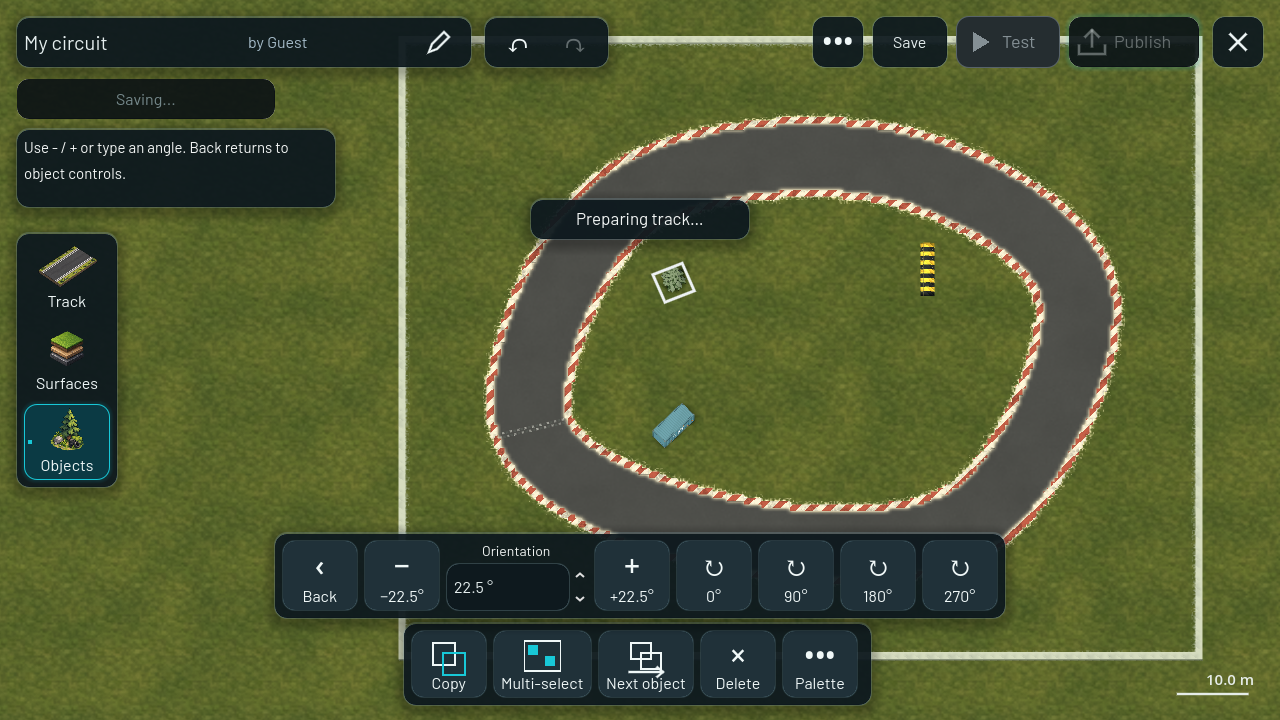 My circuit
by Guest
Save
Test
Publish
Saving...
Use - / + or type an angle. Back returns to
object controls.
Preparing track...
Track
Surfaces
Objects
Orientation
Back
−22.5°
22.5 °
+22.5°
0°
90°
180°
270°
Copy
Multi-select
Next object
Delete
Palette
10.0 m